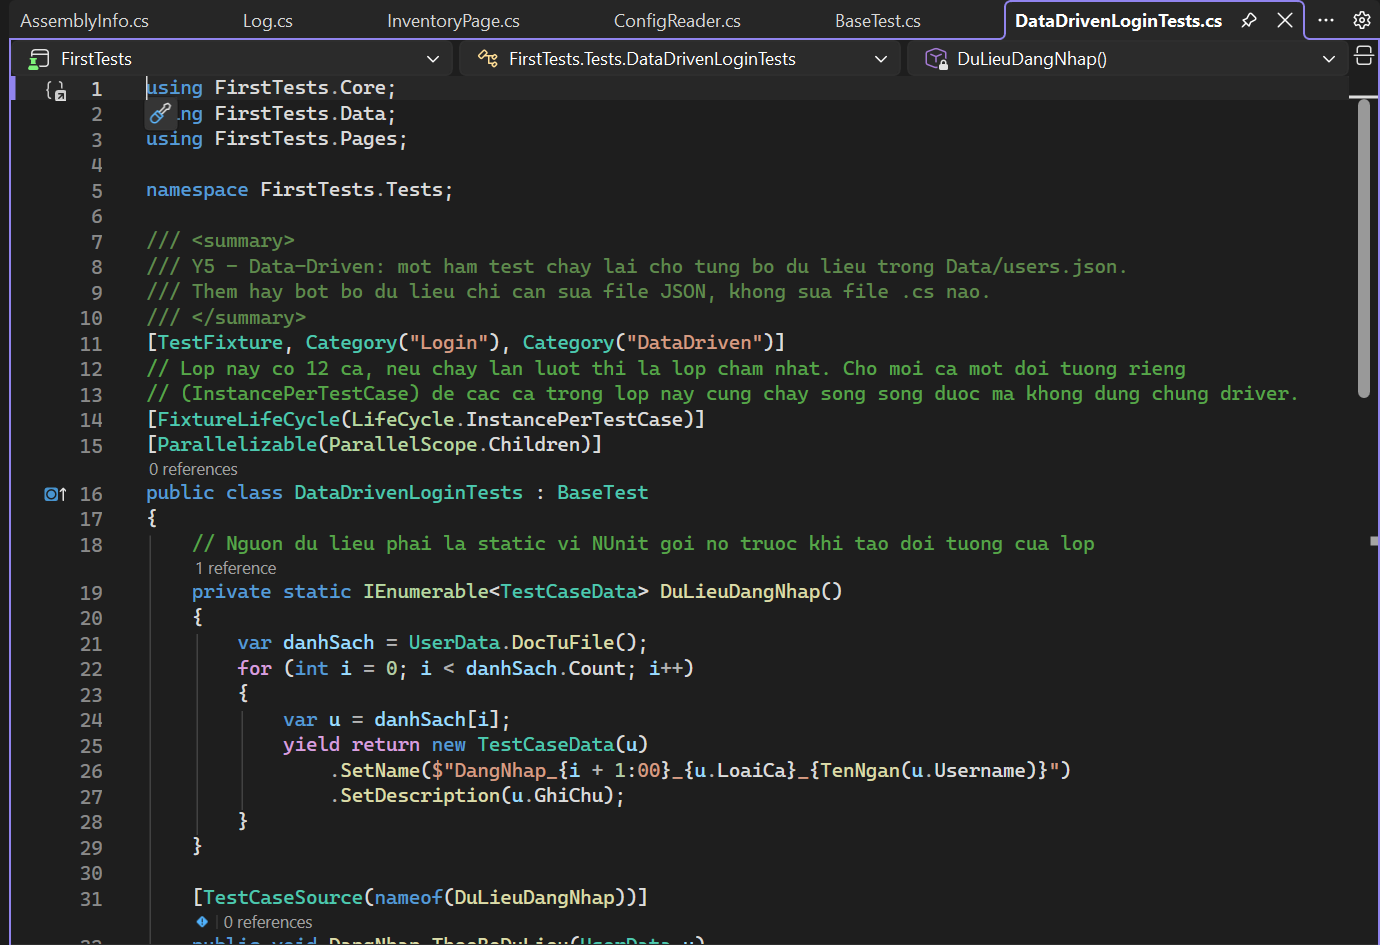 AssemblyInfo.cs Log.cs InventoryPage.cs ConfigReader.cs BaseTest.cs DataDrivenLoginTests.cs
FirstTests FirstTests.Tests.DataDrivenLoginTests DuLieuDangNhap()
1 using FirstTests.Core;
2 ng FirstTests.Data;
3 using FirstTests.Pages;
4
5 namespace FirstTests.Tests;
6
7 /// <summary>
8 /// Y5 - Data-Driven: mot ham test chay lai cho tung bo du lieu trong Data/users.json.
9 /// Them hay bot bo du lieu chi can sua file JSON, khong sua file .cs nao.
10 /// </summary>
11 [TestFixture, Category("Login"), Category("DataDriven")]
12 // Lop nay co 12 ca, neu chay lan luot thi la lop cham nhat. Cho moi ca mot doi tuong rieng
13 // (InstancePerTestCase) de cac ca trong lop nay cung chay song song duoc ma khong dung chung driver.
14 [FixtureLifeCycle(LifeCycle.InstancePerTestCase)]
15 [Parallelizable(ParallelScope.Children)]
0 references
16 public class DataDrivenLoginTests : BaseTest
17 {
18 // Nguon du lieu phai la static vi NUnit goi no truoc khi tao doi tuong cua lop
1 reference
19 private static IEnumerable<TestCaseData> DuLieuDangNhap()
20 {
21 var danhSach = UserData.DocTuFile();
22 for (int i = 0; i < danhSach.Count; i++)
23 {
24 var u = danhSach[i];
25 yield return new TestCaseData(u)
26 .SetName($"DangNhap_{i + 1:00}_{u.LoaiCa}_{TenNgan(u.Username)}")
27 .SetDescription(u.GhiChu);
28 }
29 }
30
31 [TestCaseSource(nameof(DuLieuDangNhap))]
0 references
public void DangNhap_TheoBoDuLieu(UserData u)